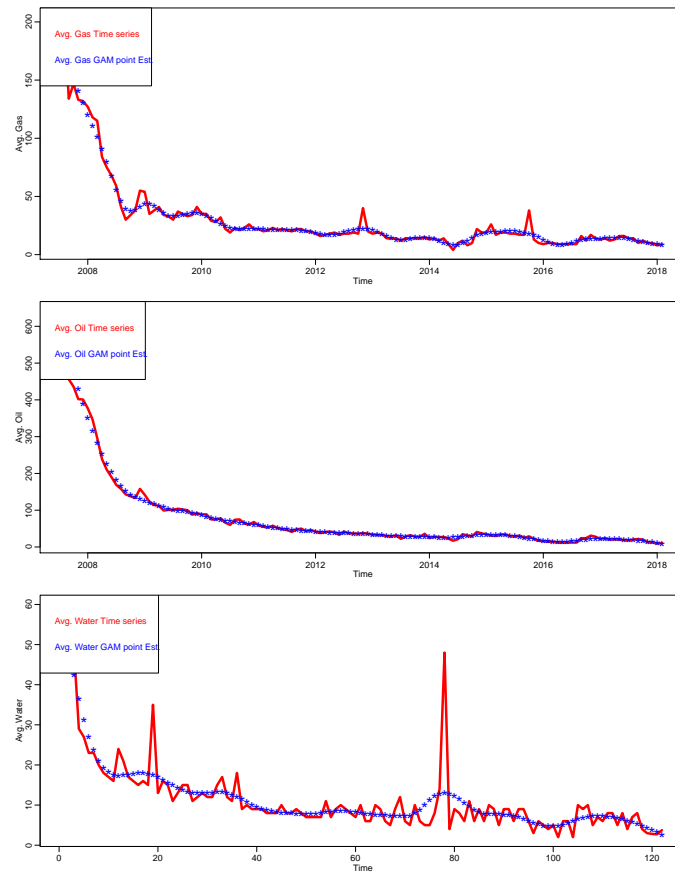 200
150
100
50
0
Avg. Gas
Avg. Gas Time series
Avg. Gas GAM point Est.
2008 2010 2012 2014 2016 2018
Time
600
500
400
300
200
100
0
Avg. Oil
Avg. Oil Time series
Avg. Oil GAM point Est.
2008 2010 2012 2014 2016 2018
Time
60
50
40
30
20
10
0
Avg. Water
Avg. Water Time series
Avg. Water GAM point Est.
0 20 40 60 80 100 120
Time